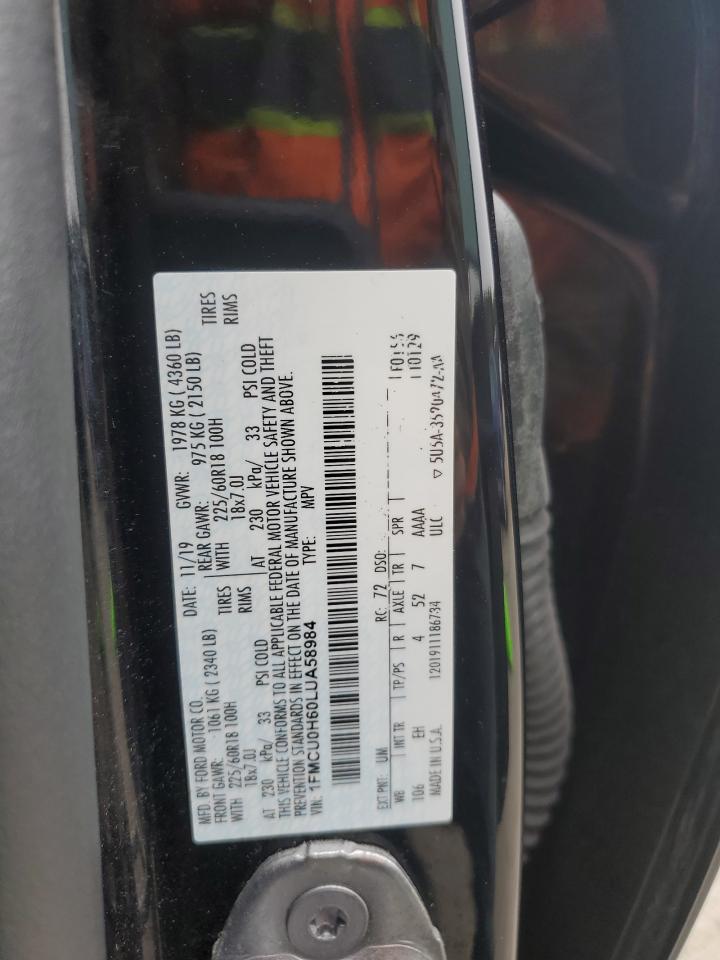 MFD. BY FORD MOTOR CO. DATE: 11/19 GVWR: 1978 KG ( 4360 LB)
FRONT GAWR: 1061 KG ( 2340 LB) REAR GAWR: 975 KG ( 2150 LB)
WITH 225/60R18 100H TIRES WITH 225/60R18 100H TIRES
18x7.0J RIMS 18x7.0J RIMS
AT 230 kPa/ 33 PSI COLD AT 230 kPa/ 33 PSI COLD
THIS VEHICLE CONFORMS TO ALL APPLICABLE FEDERAL MOTOR VEHICLE SAFETY AND THEFT
PREVENTION STANDARDS IN EFFECT ON THE DATE OF MANUFACTURE SHOWN ABOVE.
VIN: 1FMCU0H60LUA58984 TYPE: MPV
EXT PNT: UM RC: 72 DSO:
WB INT TR TP/PS R AXLE TR SPR
106 EH 4 52 7 AAAA
MADE IN U.S.A. 1201911186734 ULC
110129